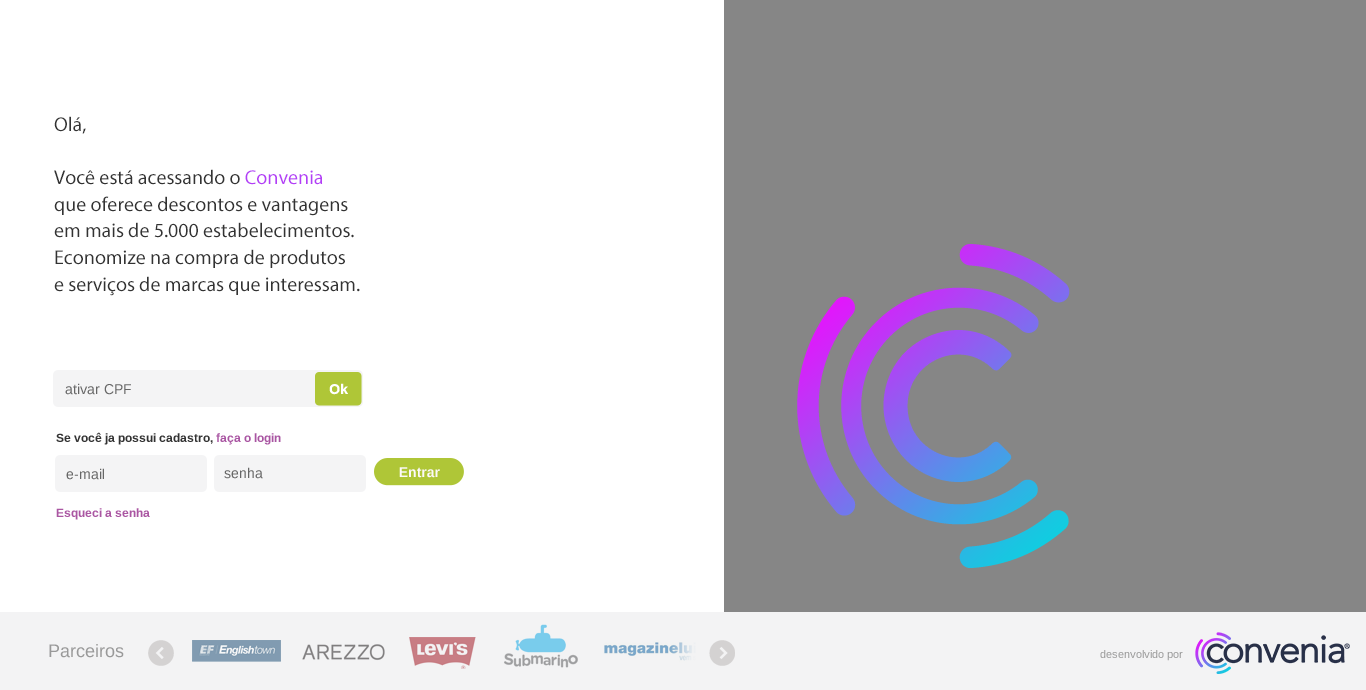 Olá,
Você está acessando o Convenia
que oferece descontos e vantagens
em mais de 5.000 estabelecimentos.
Economize na compra de produtos
e serviços de marcas que interessam.
ativar CPF
Ok
Se você ja possui cadastro, faça o login
e-mail
senha
Entrar
Esqueci a senha
Parceiros
EF Englishtown
AREZZO
LEVI'S
Submarino
magazinelu
desenvolvido por
convenia